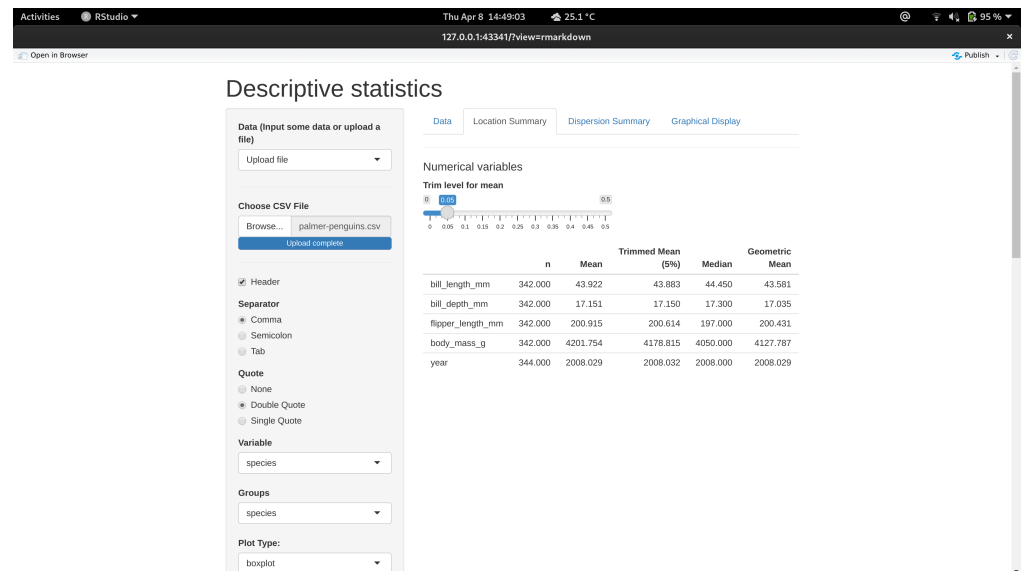 Activities RStudio Thu Apr 8 14:49:03 25.1 °C 95 %
127.0.0.1:43341/?view=rmarkdown
Open in Browser Publish
Descriptive statistics
Data (Input some data or upload a
file)
Upload file
Choose CSV File
Browse... palmer-penguins.csv
Upload complete
Header
Separator
Comma
Semicolon
Tab
Quote
None
Double Quote
Single Quote
Variable
species
Groups
species
Plot Type:
boxplot
Data Location Summary Dispersion Summary Graphical Display
Numerical variables
Trim level for mean
0 0.05 0.5
0 0.05 0.1 0.15 0.2 0.25 0.3 0.35 0.4 0.45 0.5
Trimmed Mean Geometric
n Mean (5%) Median Mean
bill_length_mm 342.000 43.922 43.883 44.450 43.581
bill_depth_mm 342.000 17.151 17.150 17.300 17.035
flipper_length_mm 342.000 200.915 200.614 197.000 200.431
body_mass_g 342.000 4201.754 4178.815 4050.000 4127.787
year 344.000 2008.029 2008.032 2008.000 2008.029